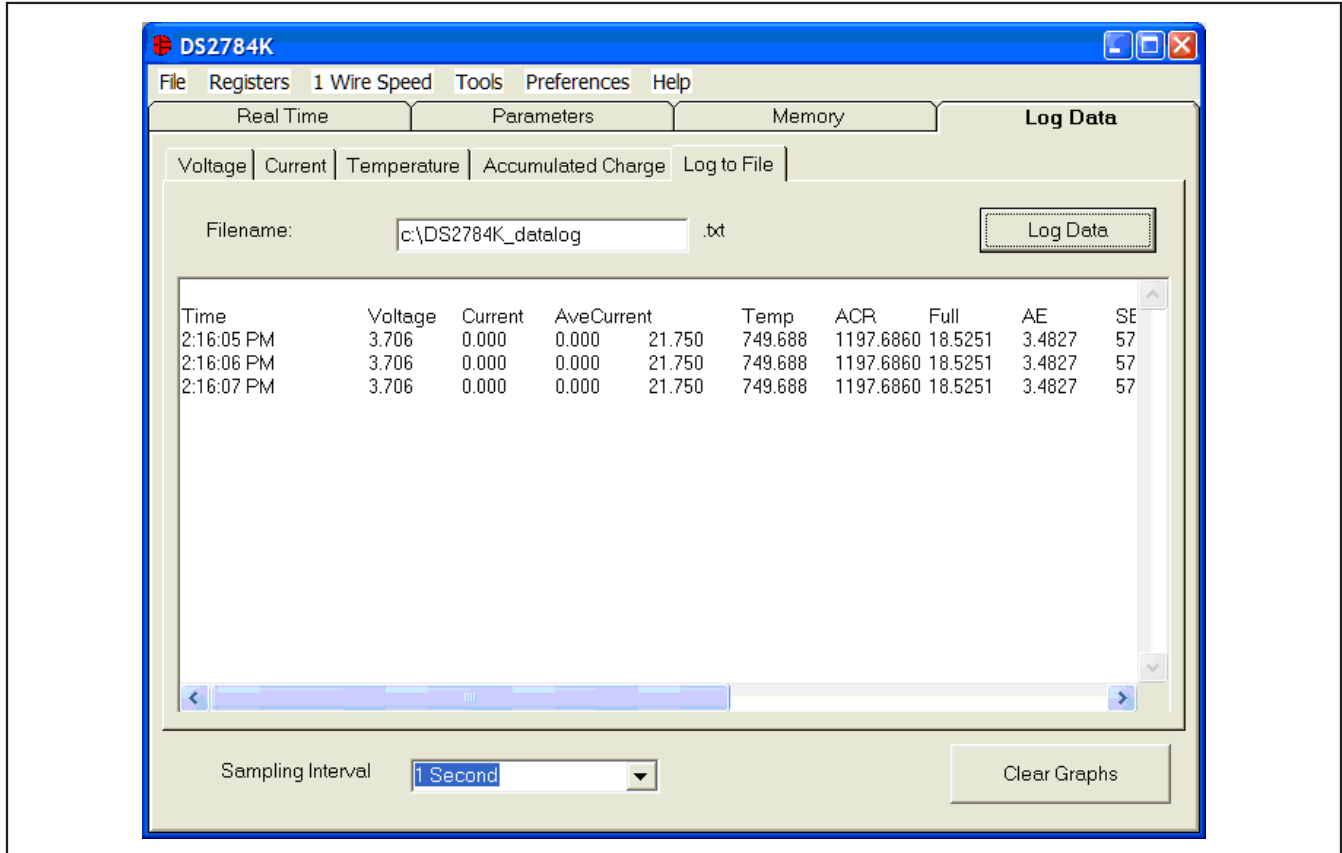 DS2784K
File Registers 1 Wire Speed Tools Preferences Help
Real Time Parameters Memory Log Data
Voltage Current Temperature Accumulated Charge Log to File
Filename: c:\DS2784K_datalog .txt Log Data
Time Voltage Current AveCurrent Temp ACR Full AE SE
2:16:05 PM 3.706 0.000 0.000 21.750 749.688 1197.6860 18.5251 3.4827 57
2:16:06 PM 3.706 0.000 0.000 21.750 749.688 1197.6860 18.5251 3.4827 57
2:16:07 PM 3.706 0.000 0.000 21.750 749.688 1197.6860 18.5251 3.4827 57
Sampling Interval 1 Second Clear Graphs